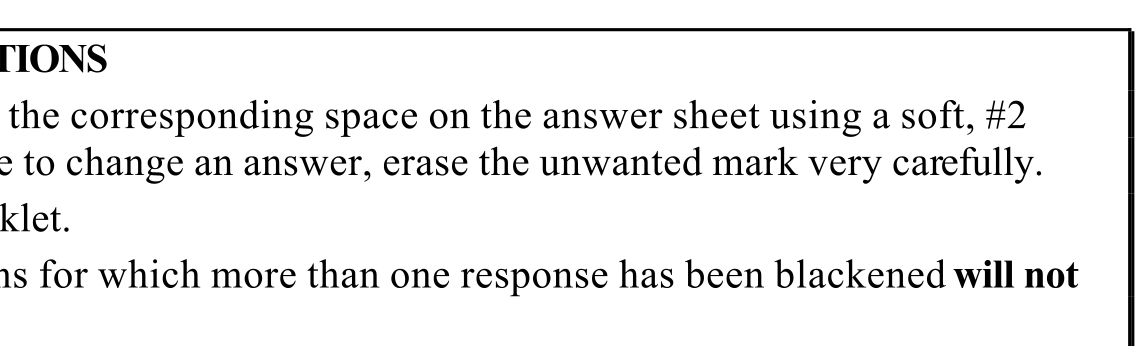 TIONS
the corresponding space on the answer sheet using a soft, #2
e to change an answer, erase the unwanted mark very carefully.
klet.
ns for which more than one response has been blackened will not